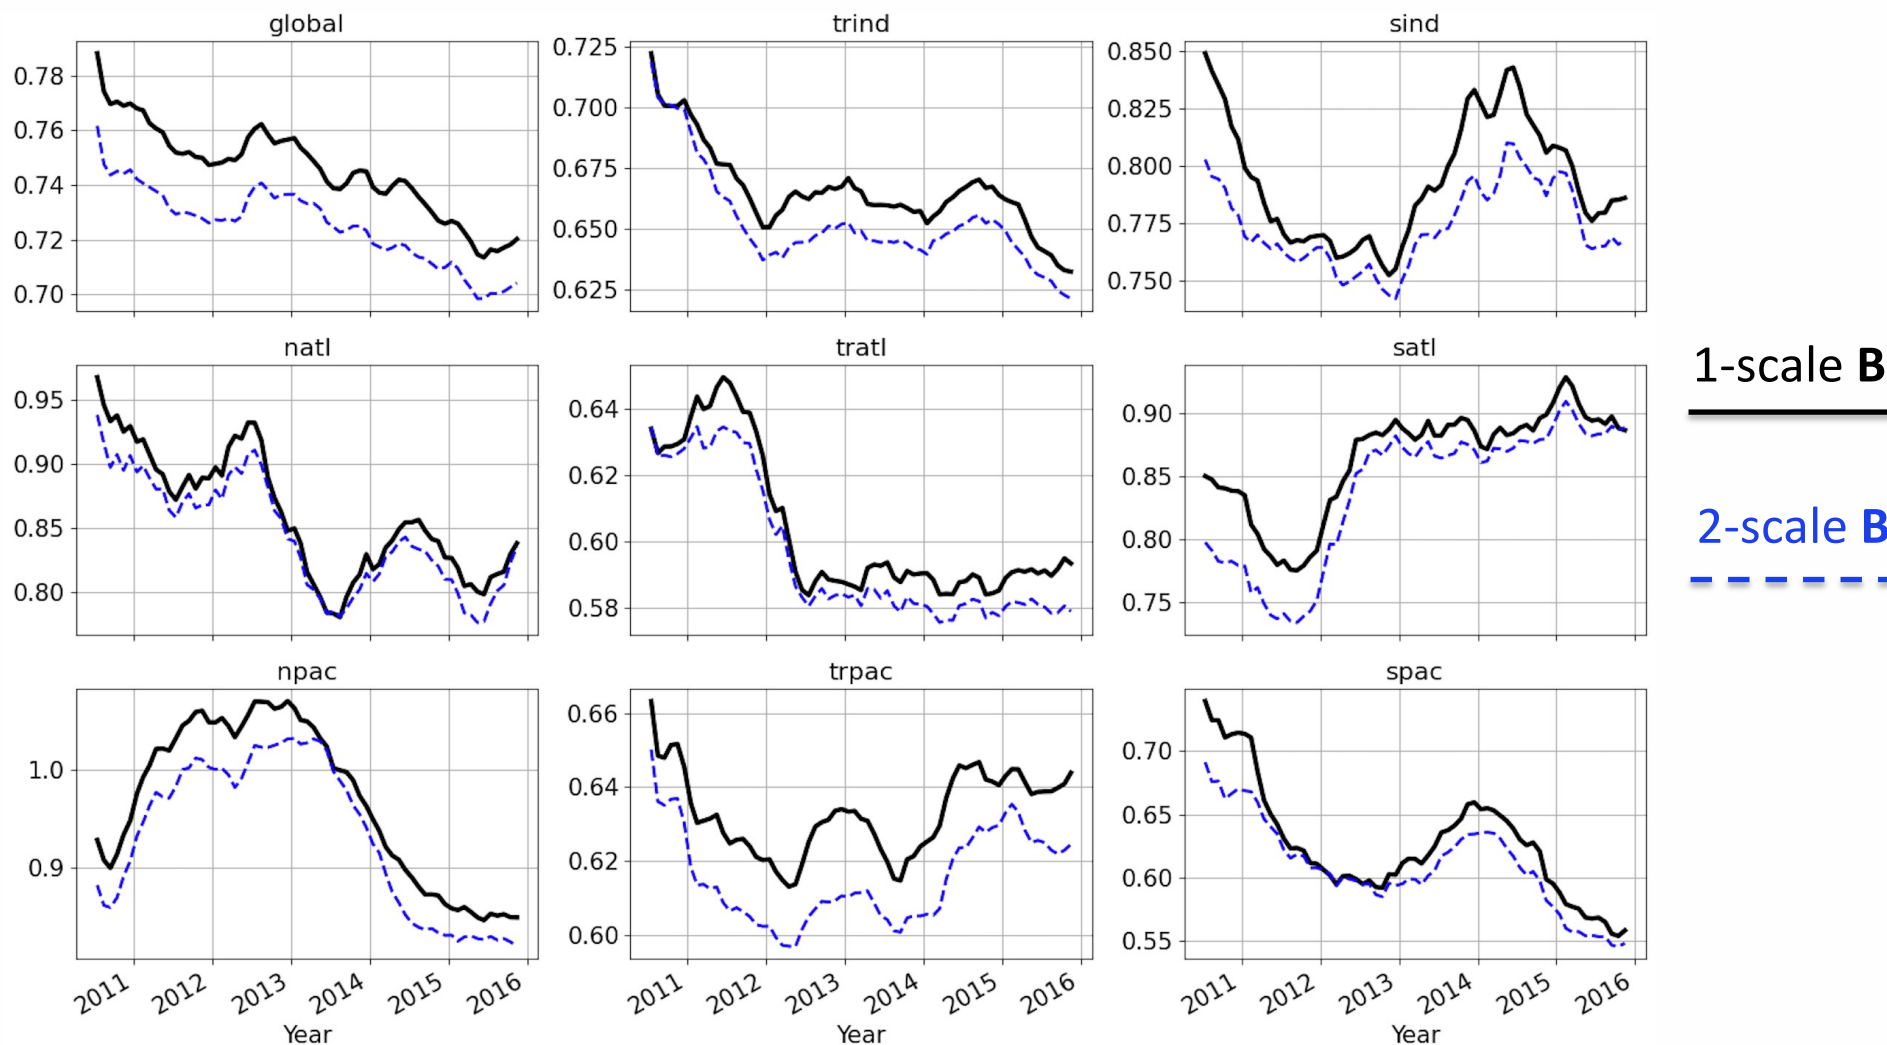 global
trind
sind
0.78
0.76
0.74
0.72
0.70
0.725
0.700
0.675
0.650
0.625
0.850
0.825
0.800
0.775
0.750
natl
tratl
satl
0.95
0.90
0.85
0.80
0.64
0.62
0.60
0.58
0.90
0.85
0.80
0.75
1-scale B
2-scale B
npac
trpac
spac
1.0
0.9
0.66
0.64
0.62
0.60
0.70
0.65
0.60
0.55
2011 2012 2013 2014 2015 2016
2011 2012 2013 2014 2015 2016
2011 2012 2013 2014 2015 2016
Year
Year
Year